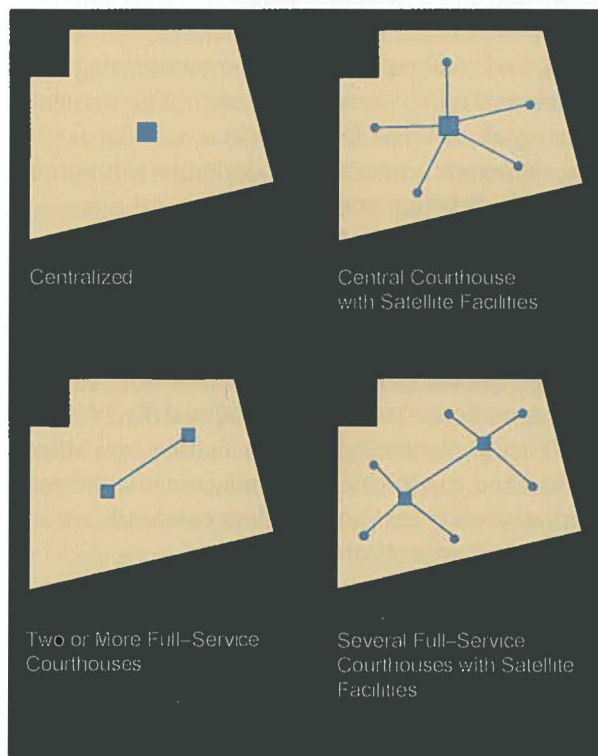 Centralized
Central Courthouse
with Satellite Facilities
Two or More Full–Service
Courthouses
Several Full–Service
Courthouses with Satellite
Facilities